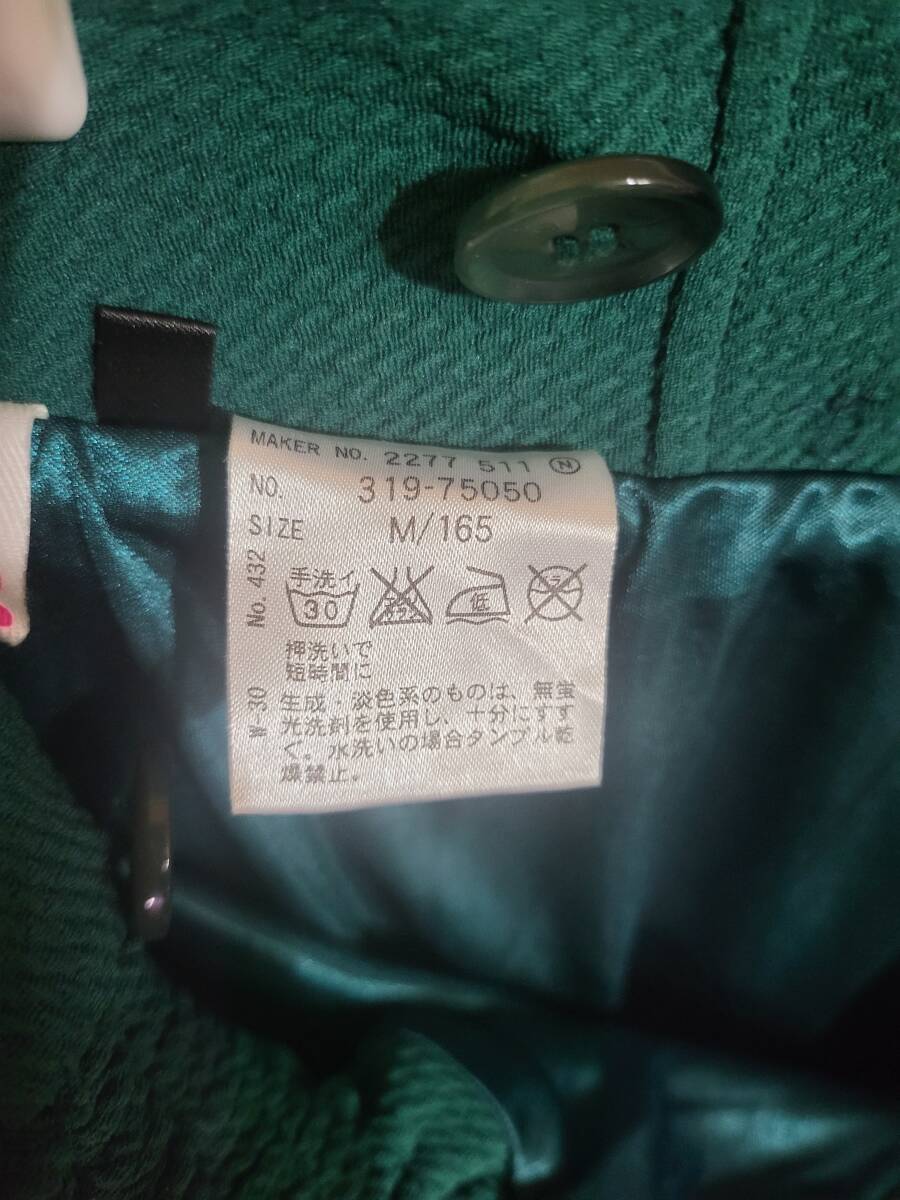 MAKER NO. 2277 511 Ⓝ
NO. 319-75050
SIZE M/165
No. 432
手洗イ
30
低
押洗いで
短時間に
W-30
生成・淡色系のものは、無蛍
光洗剤を使用し、十分にすす
ぐ。水洗いの場合タンブル乾
燥禁止。